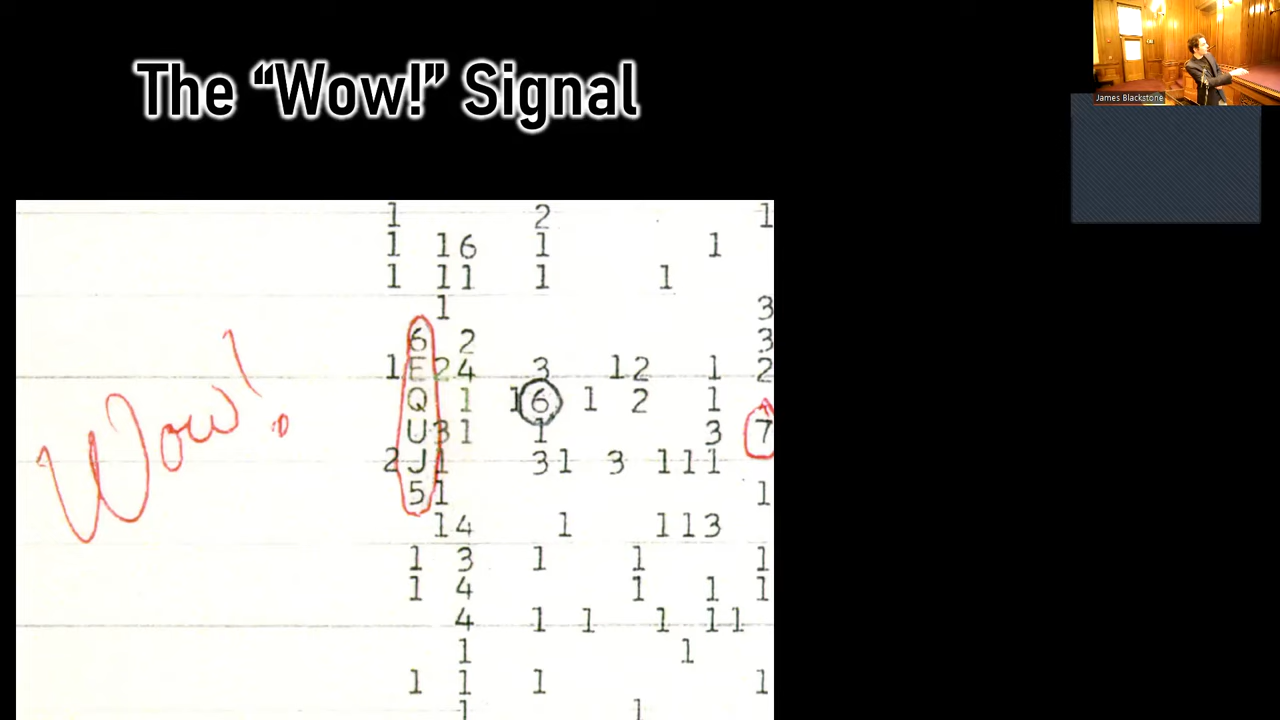 The “Wow!” Signal
James Blackstone
1 2 1
1 16 1 1
1 11 1 1
1 3
6 2 3
1E24 3 12 1 2
Q 1 16 1 2 1
U31 1 3 7
2J1 31 3 111
51 1
14 1 113
1 3 1 1 1
1 4 1 1 1
4 1 1 1 11
1 1
1 1 1 1
1 1
Wow!